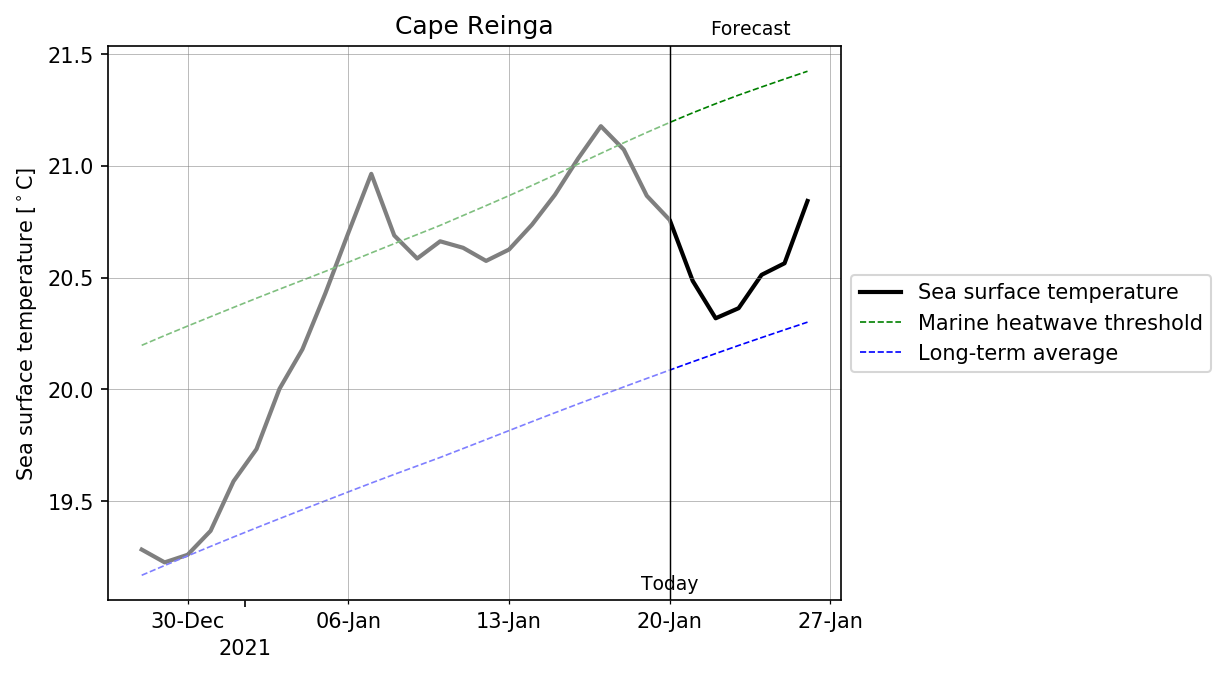 Cape Reinga
Forecast
Sea surface temperature [°C]
21.5
21.0
20.5
20.0
19.5
Today
30-Dec
06-Jan
13-Jan
20-Jan
27-Jan
2021
Sea surface temperature
Marine heatwave threshold
Long-term average